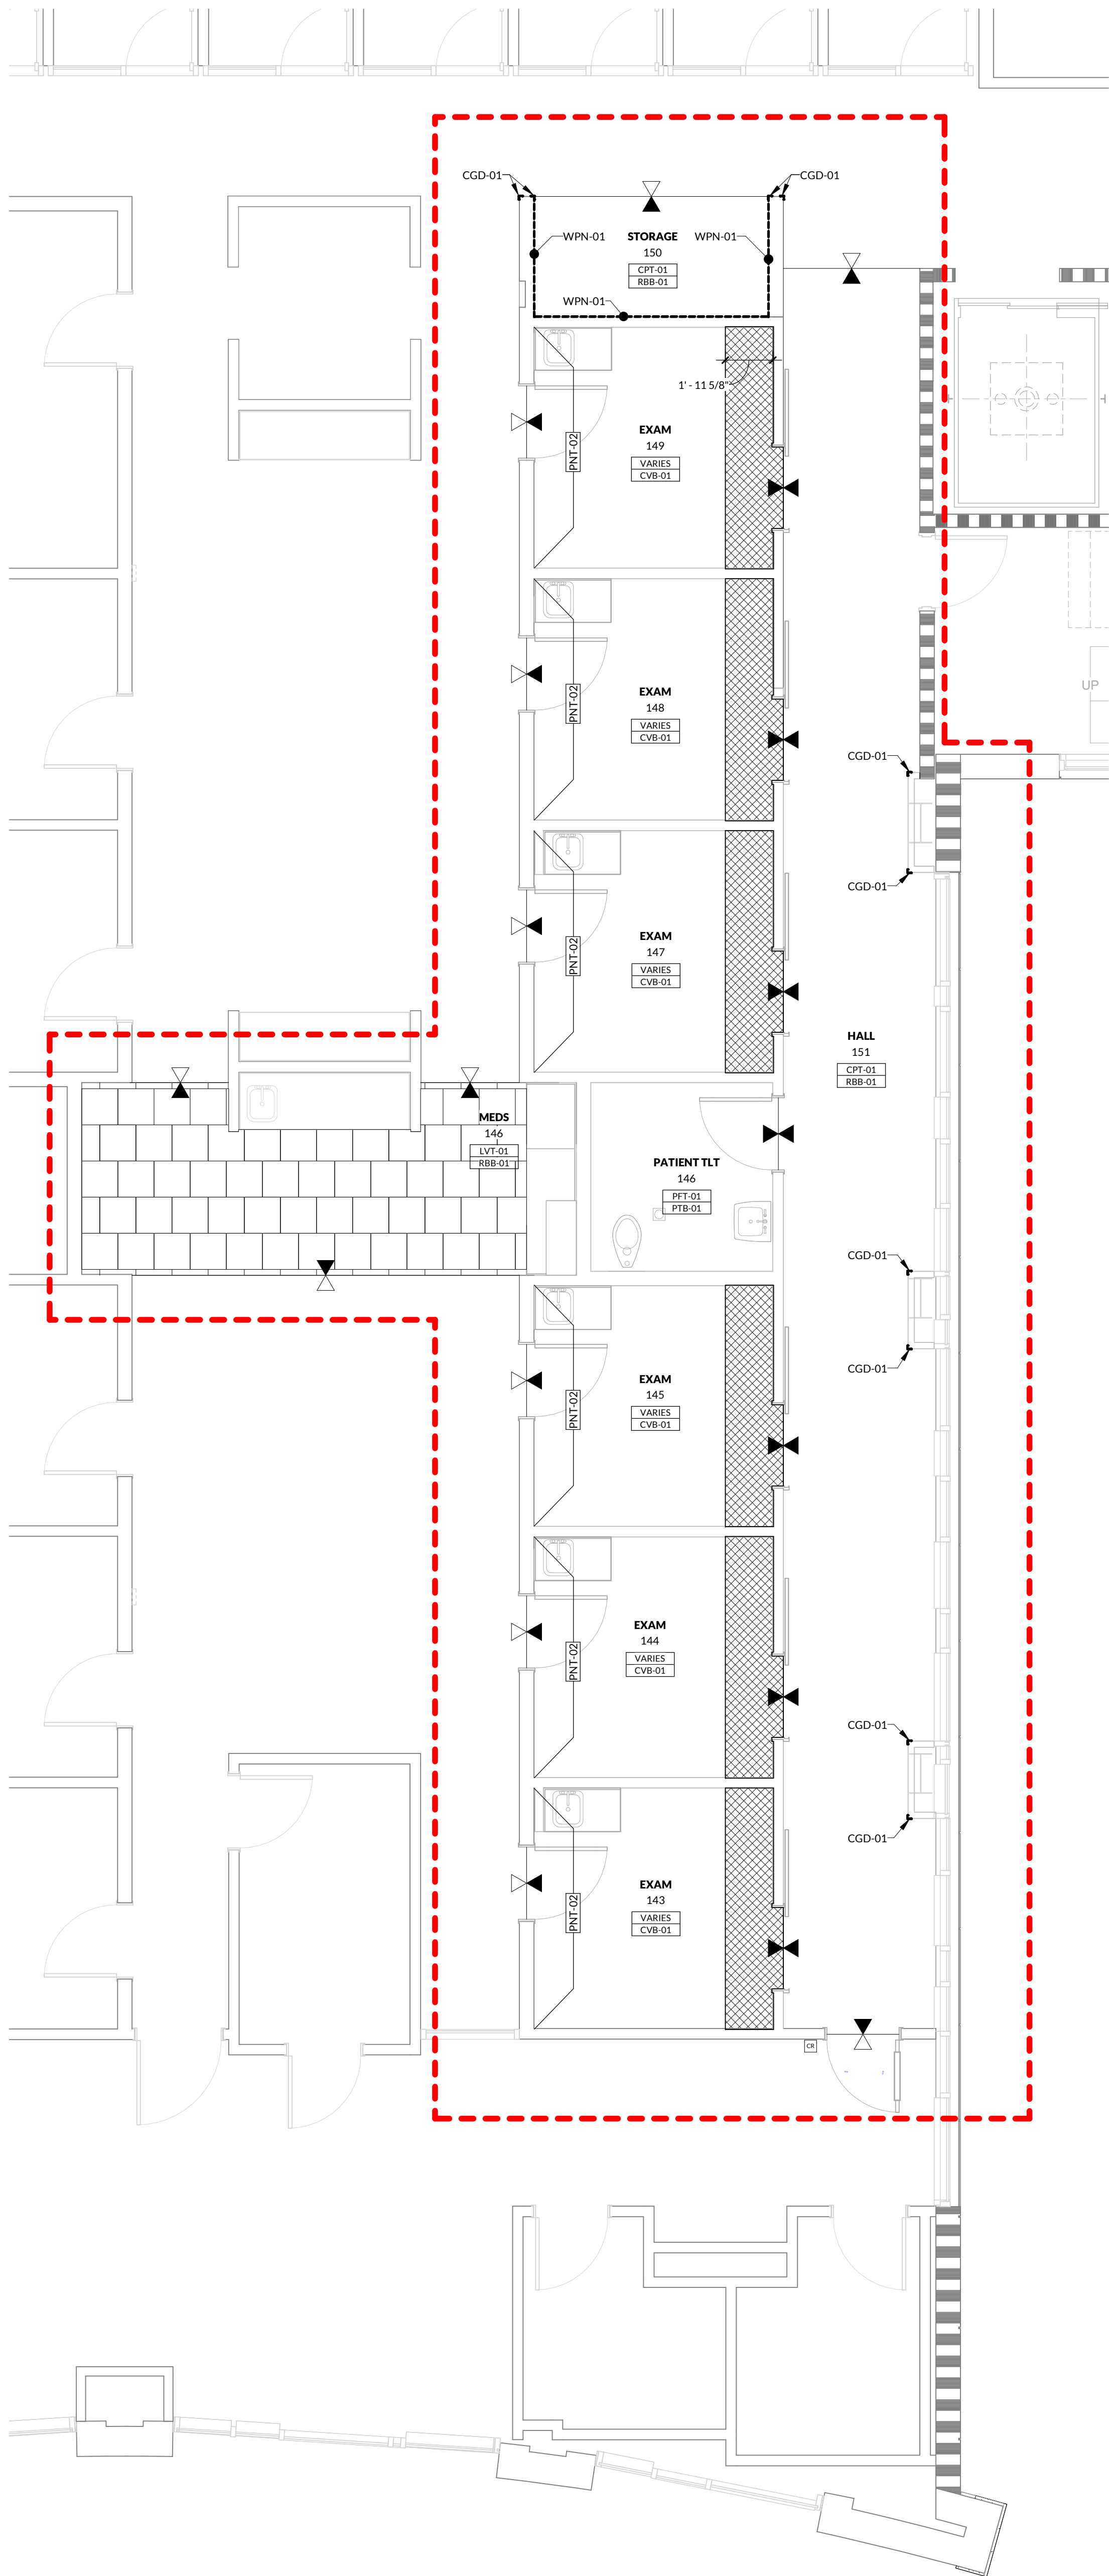 CGD-01
CGD-01
WPN-01
STORAGE
WPN-01
150
CPT-01
RBB-01
WPN-01
1' - 11 5/8"
EXAM
149
VARIES
CVB-01
PNT-02
EXAM
148
VARIES
CVB-01
PNT-02
UP
CGD-01
CGD-01
EXAM
147
VARIES
CVB-01
PNT-02
HALL
151
CPT-01
RBB-01
MEDS
146
LVT-01
RBB-01
PATIENT TLT
146
PFT-01
PTB-01
CGD-01
CGD-01
EXAM
145
VARIES
CVB-01
PNT-02
EXAM
144
VARIES
CVB-01
PNT-02
CGD-01
CGD-01
EXAM
143
VARIES
CVB-01
PNT-02
CR